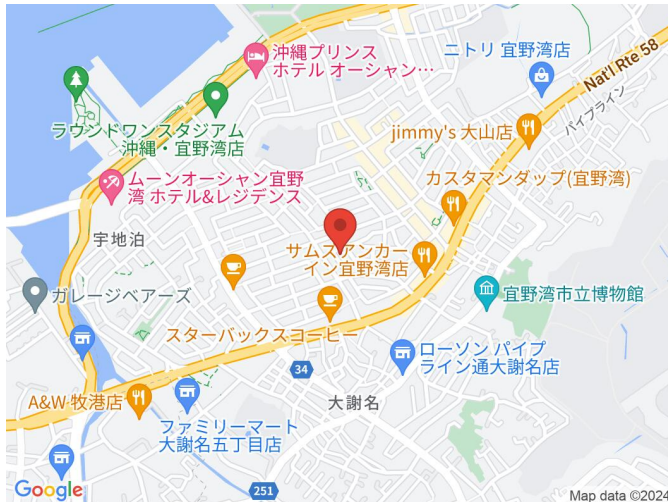 沖縄プリンス
ホテル オーシャン…
ニトリ 宜野湾店
Nat'l Rte 58
パイプライン
ラウンドワンスタジアム
沖縄・宜野湾店
jimmy's 大山店
ムーンオーシャン宜野
湾 ホテル&レジデンス
カスタマンダップ(宜野湾)
宇地泊
サムズアンカー
イン宜野湾店
ガレージベアーズ
宜野湾市立博物館
スターバックスコーヒー
ローソン パイプ
ライン通大謝名店
34
A&W 牧港店
大謝名
ファミリーマート
大謝名五丁目店
251
Google
Map data ©2024